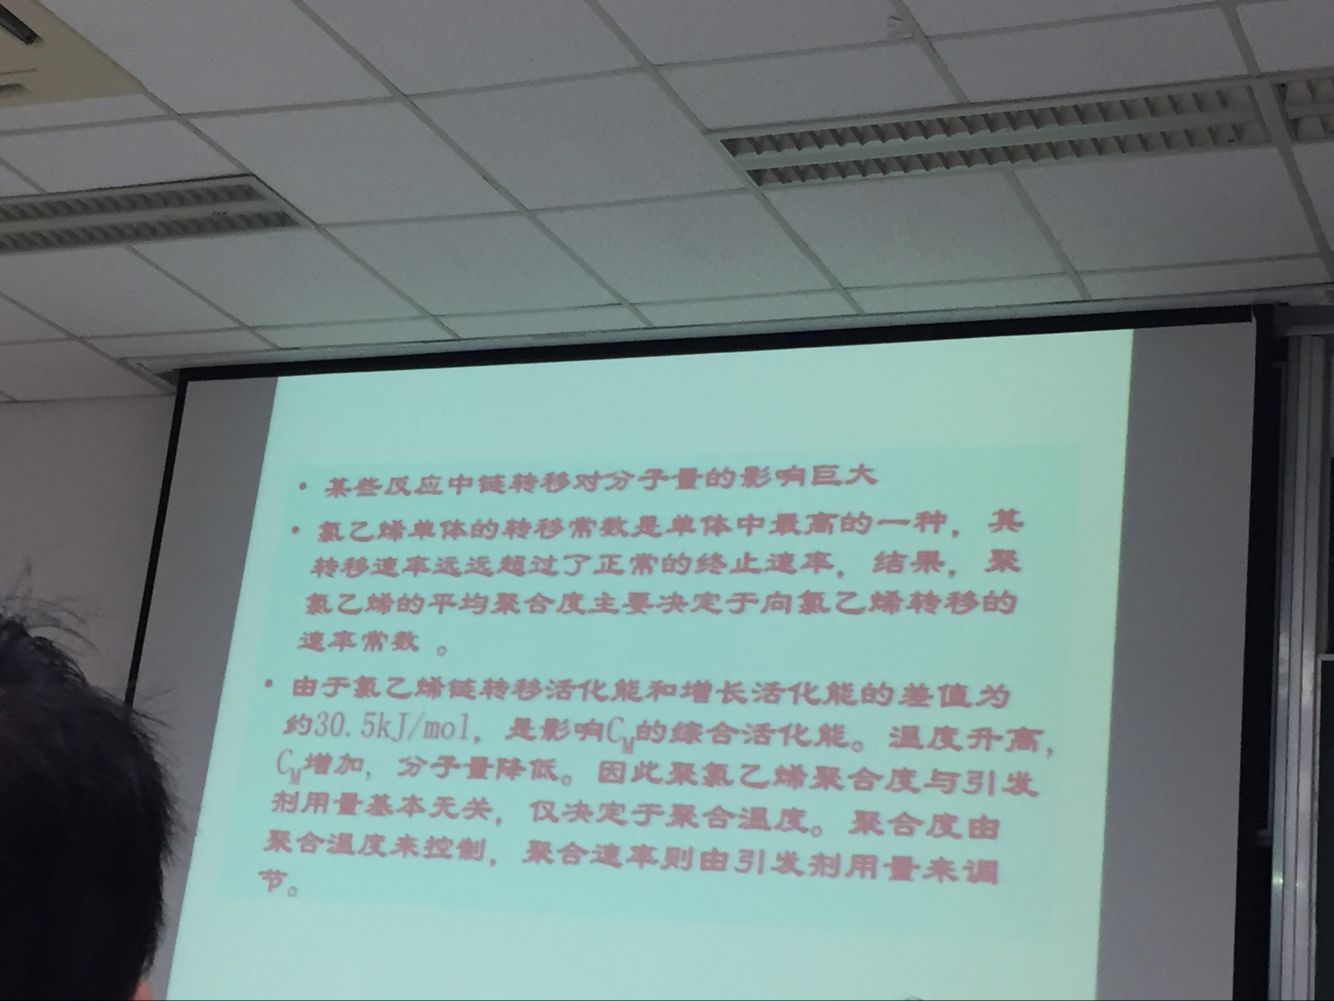 • 某些反应中链转移对分子量的影响巨大
• 氯乙烯单体的转移常数是单体中最高的一种，其
转移速率远远超过了正常的终止速率，结果，聚
氯乙烯的平均聚合度主要决定于向氯乙烯转移的
速率常数 。
• 由于氯乙烯链转移活化能和增长活化能的差值为
约30.5kJ/mol，是影响C_M的综合活化能。温度升高，
C_M增加，分子量降低。因此聚氯乙烯聚合度与引发
剂用量基本无关，仅决定于聚合温度。聚合度由
聚合温度来控制，聚合速率则由引发剂用量来调
节。